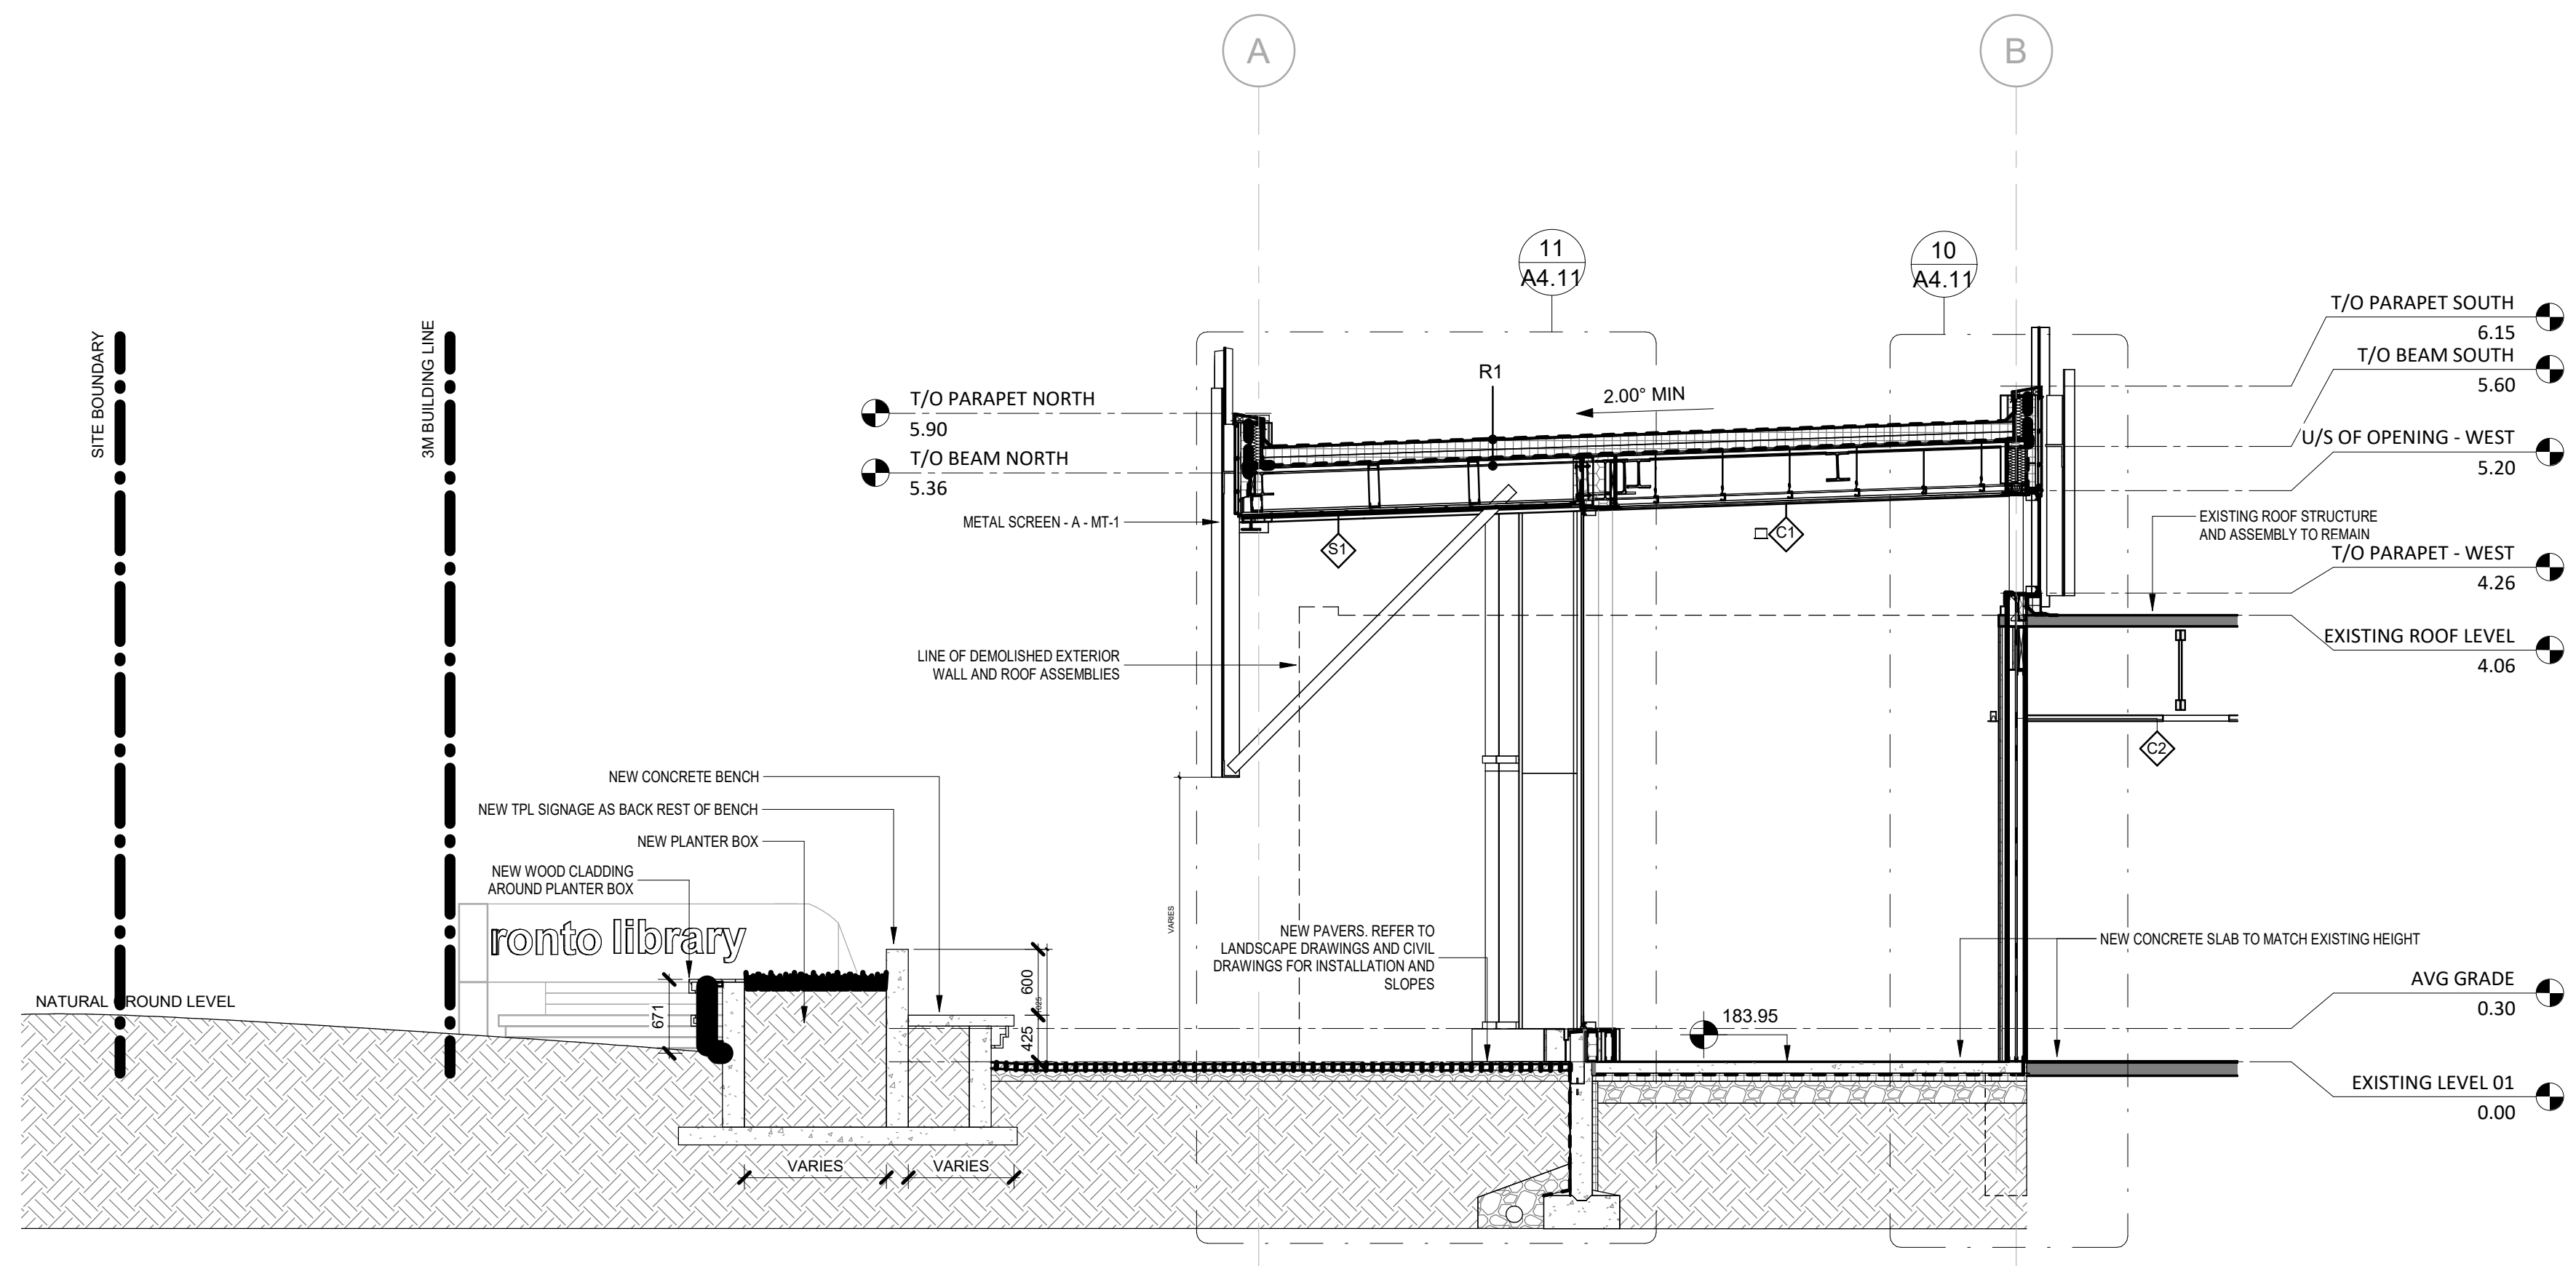 A
B
11
A4.11
10
A4.11
SITE BOUNDARY
3M BUILDING LINE
T/O PARAPET SOUTH
6.15
T/O BEAM SOUTH
5.60
U/S OF OPENING - WEST
5.20
R1
2.00° MIN
T/O PARAPET NORTH
5.90
T/O BEAM NORTH
5.36
METAL SCREEN - A - MT-1
S1
C1
EXISTING ROOF STRUCTURE
AND ASSEMBLY TO REMAIN
T/O PARAPET - WEST
4.26
EXISTING ROOF LEVEL
4.06
LINE OF DEMOLISHED EXTERIOR
WALL AND ROOF ASSEMBLIES
C2
NEW CONCRETE BENCH
NEW TPL SIGNAGE AS BACK REST OF BENCH
NEW PLANTER BOX
NEW WOOD CLADDING
AROUND PLANTER BOX
ronto library
VARIES
NEW PAVERS. REFER TO
LANDSCAPE DRAWINGS AND CIVIL
DRAWINGS FOR INSTALLATION AND
SLOPES
NEW CONCRETE SLAB TO MATCH EXISTING HEIGHT
NATURAL GROUND LEVEL
671
600
1025
425
183.95
AVG GRADE
0.30
EXISTING LEVEL 01
0.00
VARIES
VARIES